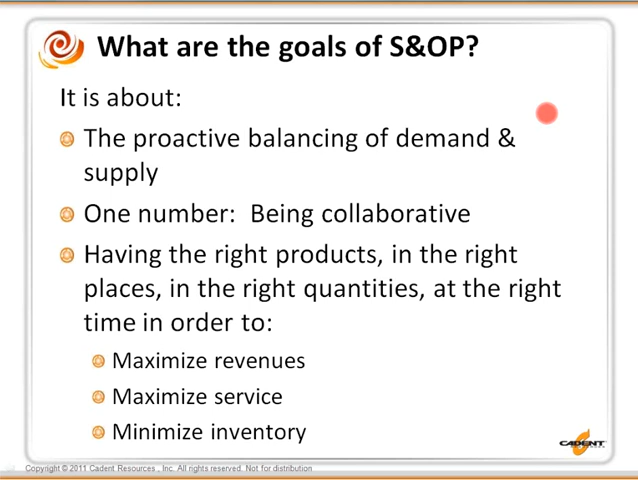 What are the goals of S&OP?
It is about:
The proactive balancing of demand &
supply
One number:  Being collaborative
Having the right products, in the right
places, in the right quantities, at the right
time in order to:
Maximize revenues
Maximize service
Minimize inventory
CADENT
Copyright © 2011 Cadent Resources , Inc. All rights reserved. Not for distribution